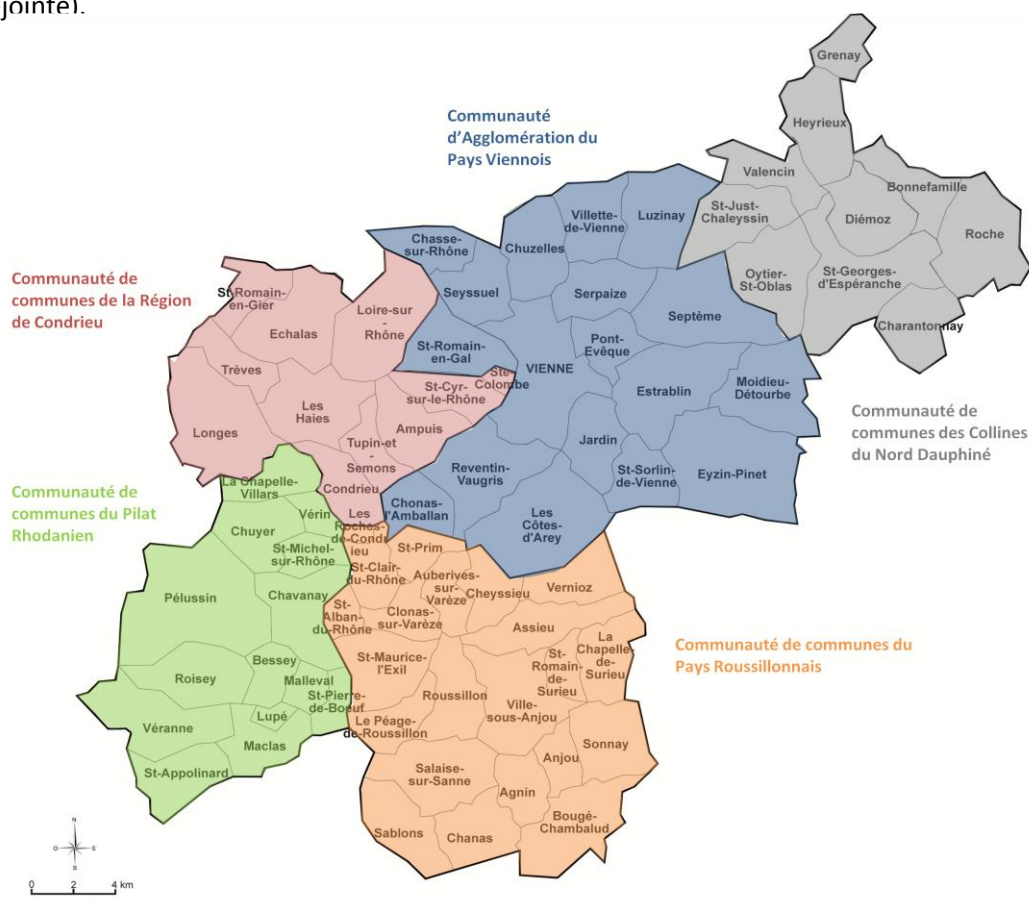 ejointe).
Grenay
Communauté
d'Agglomération du
Pays Viennois
Heyrieux
Valencin
Bonnefamille
St-Just-
Chaleyssin
Diémoz
Roche
Villette-
de-Vienne
Luzinay
Chuzelles
Chasse-
sur-Rhône
Oytier-
St-Oblas
St-Georges-
d'Espéranche
Charantonnay
Communauté de
communes de la Région
de Condrieu
St-Romain-
en-Gier
Echalas
Loire-sur
-
Rhône
Seyssuel
Serpaize
Septème
St-Romain-
en-Gal
Pont-
Evêque
VIENNE
Trèves
Ste-
Colombe
St-Cyr-
sur-le-Rhône
Estrablin
Moidieu-
Détourbe
Les
Haies
Ampuis
Longes
Tupin-et
-
Semons
Jardin
Communauté de
communes des Collines
du Nord Dauphiné
Reventin-
Vaugris
St-Sorlin-
de-Vienne
Eyzin-Pinet
Communauté de
communes du Pilat
Rhodanien
La Chapelle-
Villars
Condrieu
Chonas-
l'Amballan
Les
Côtes-
d'Arey
Vérin
Les
Roches-
de-Condr
ieu
Chuyer
St-Michel-
sur-Rhône
St-Prim
St-Clair-
du-Rhône
Auberives-
sur-
Varèze
Cheyssieu
Vernioz
Pélussin
Chavanay
St-
Alban-
du-Rhône
Clonas-
sur-Varèze
Assieu
La
Chapelle-
de-
Surieu
Communauté de communes du
Pays Roussillonnais
Bessey
St-Maurice-
l'Exil
St-
Romain-
de-
Surieu
Roisey
Malleval
St-Pierre-
de-Boeuf
Roussillon
Ville-
sous-Anjou
Lupé
Véranne
Maclas
Le Péage-
de-Roussillon
Sonnay
Anjou
St-Appolinard
Salaise-
sur-Sanne
Agnin
Bougé-
Chambalud
Sablons
Chanas
N
O
E
S
0 2 4 km